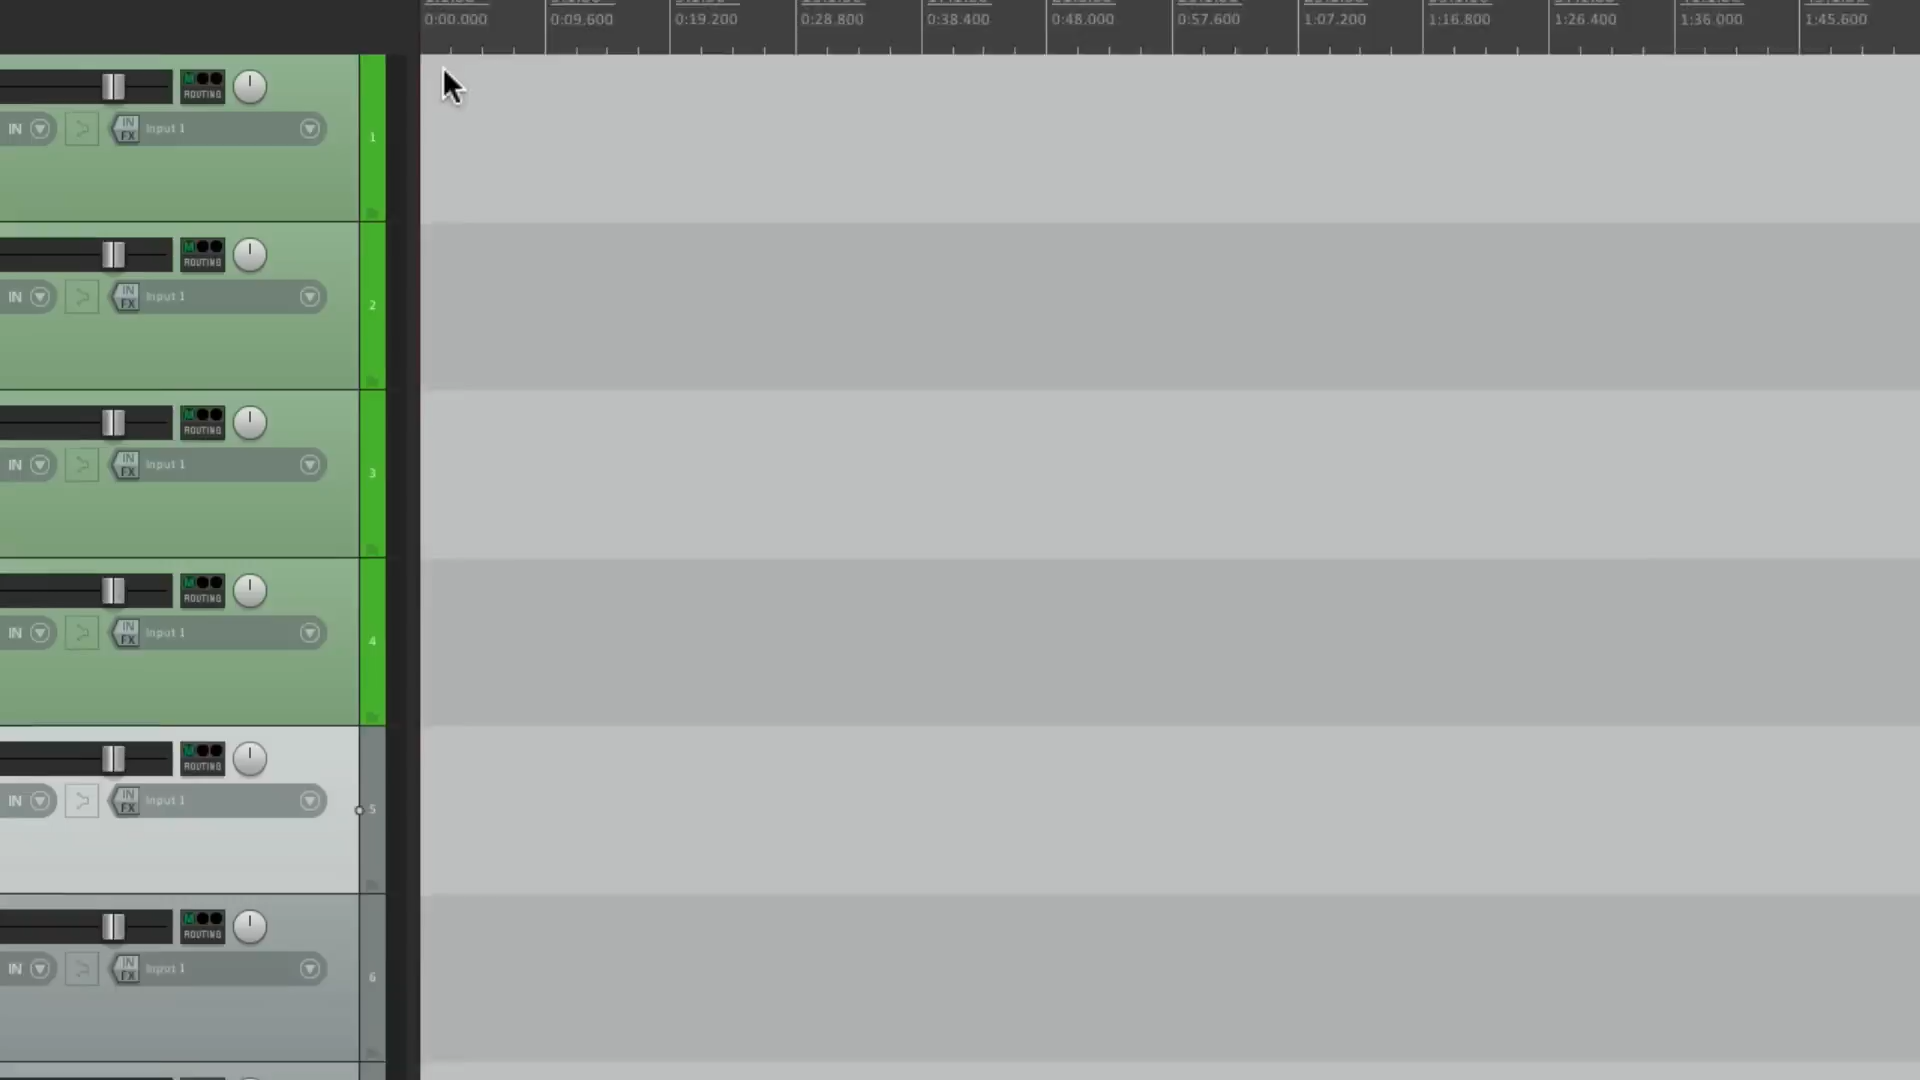 0:00.000 0:09.600 0:19.200 0:28.800 0:38.400 0:48.000 0:57.600 1:07.200 1:16.800 1:26.400 1:36.000 1:45.600
M
ROUTING
IN IN FX Input 1
1
M
ROUTING
IN IN FX Input 1
2
M
ROUTING
IN IN FX Input 1
3
M
ROUTING
IN IN FX Input 1
4
M
ROUTING
IN IN FX Input 1
5
M
ROUTING
IN IN FX Input 1
6